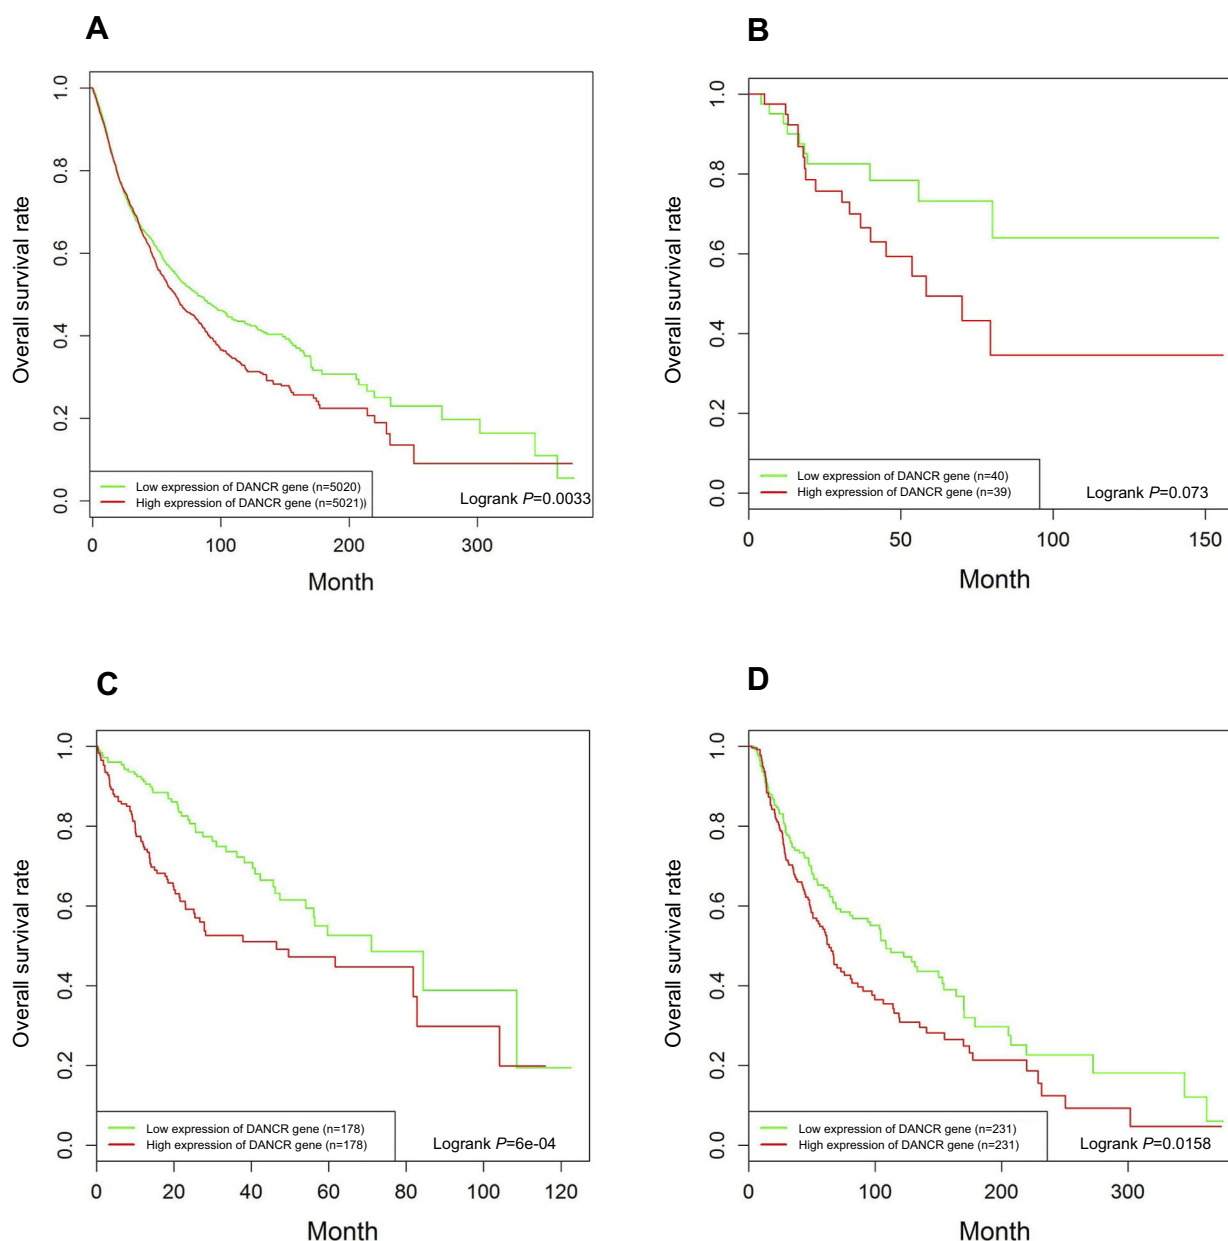 A
Overall survival rate
1.0
0.8
0.6
0.4
0.2
0.0
Low expression of DANCR gene (n=5020)
High expression of DANCR gene (n=5021))
Logrank P=0.0033
0 100 200 300
Month
B
Overall survival rate
1.0
0.8
0.6
0.4
0.2
0.0
Low expression of DANCR gene (n=40)
High expression of DANCR gene (n=39)
Logrank P=0.073
0 50 100 150
Month
C
Overall survival rate
1.0
0.8
0.6
0.4
0.2
0.0
Low expression of DANCR gene (n=178)
High expression of DANCR gene (n=178)
Logrank P=6e-04
0 20 40 60 80 100 120
Month
D
Overall survival rate
1.0
0.8
0.6
0.4
0.2
0.0
Low expression of DANCR gene (n=231)
High expression of DANCR gene (n=231)
Logrank P=0.0158
0 100 200 300
Month